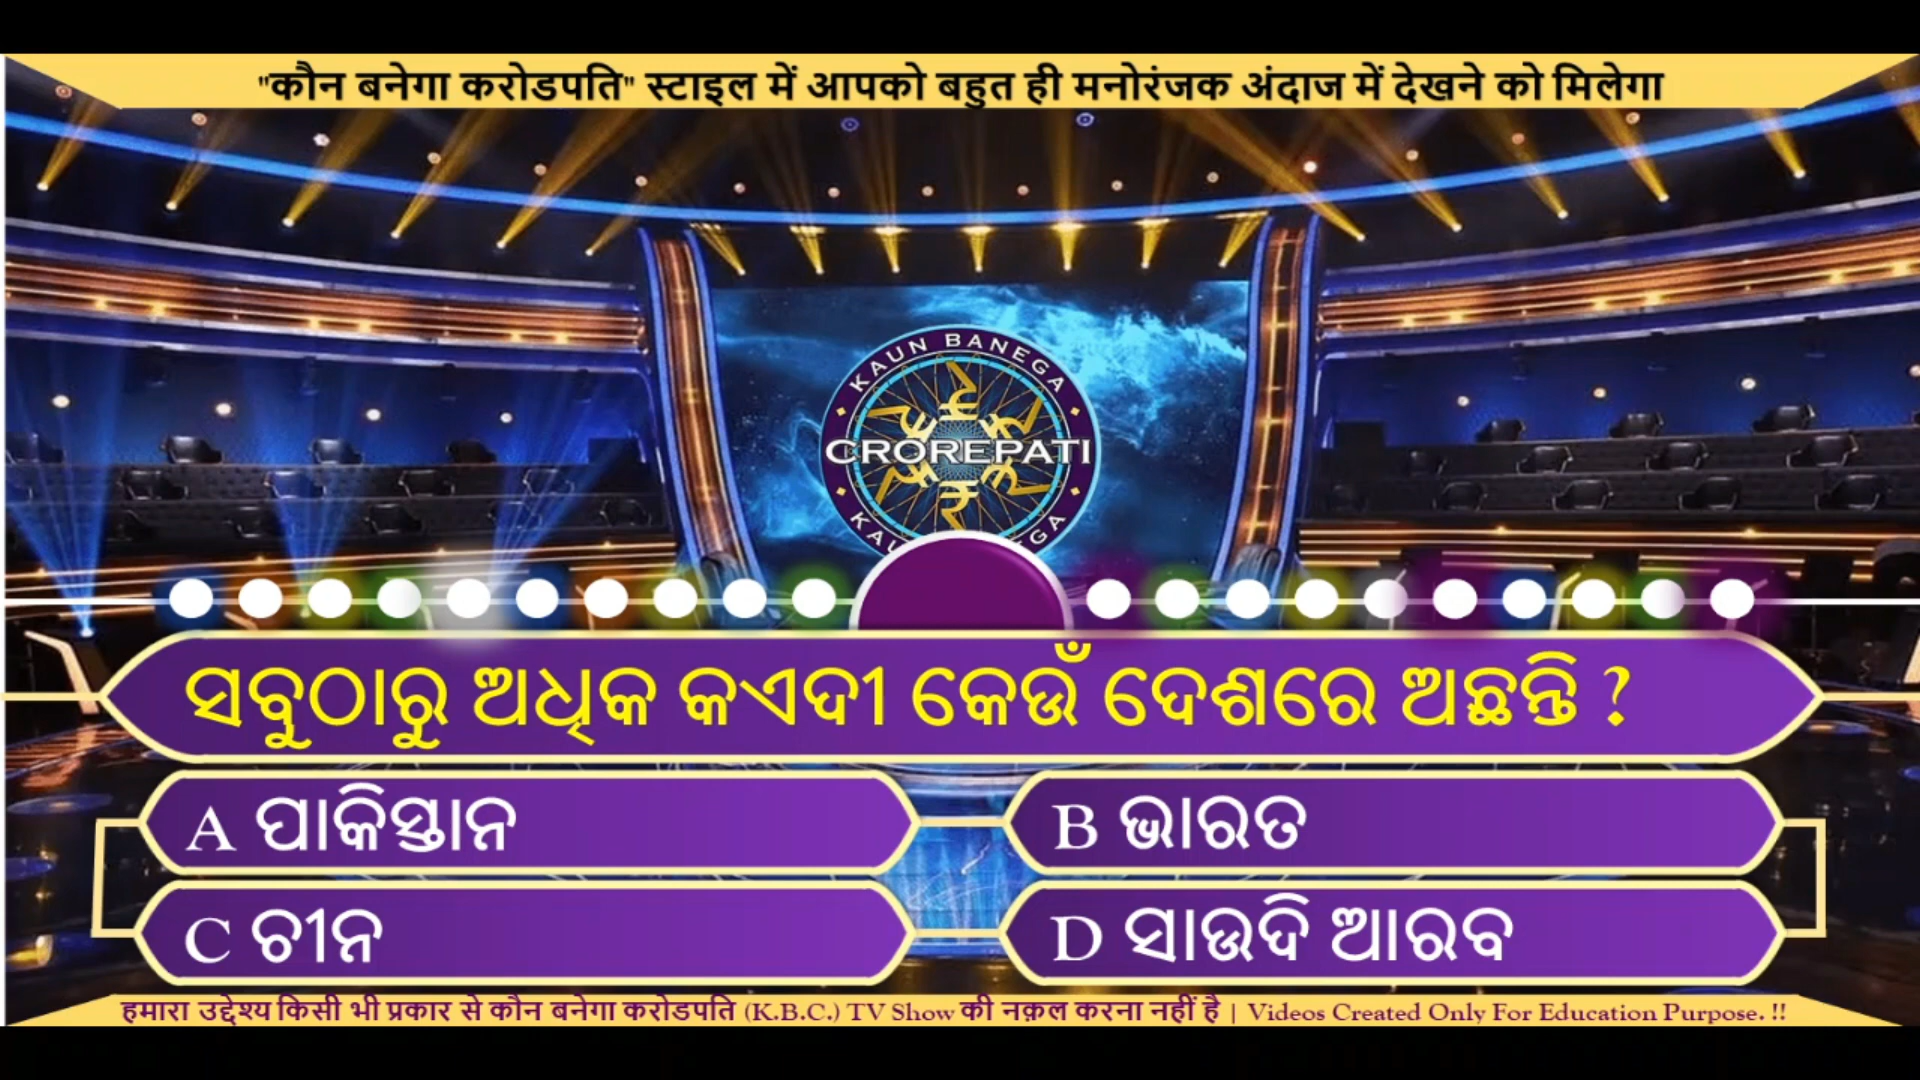 "कौन बनेगा करोडपति" स्टाइल में आपको बहुत ही मनोरंजक अंदाज में देखने को मिलेगा
KAUN BANEGA
CROREPATI
ସବୁଠାରୁ ଅଧିକ କଏଦୀ କେଉଁ ଦେଶରେ ଅଛନ୍ତି ?
A ପାକିସ୍ତାନ
B ଭାରତ
C ଚୀନ
D ସାଉଦି ଆରବ
हमारा उद्देश्य किसी भी प्रकार से कौन बनेगा करोडपति (K.B.C.) TV Show की नक़ल करना नहीं है | Videos Created Only For Education Purpose. !!